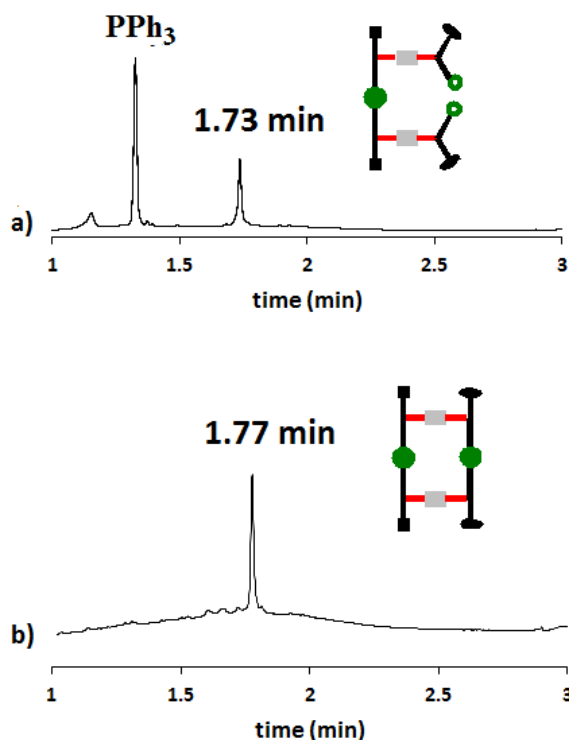 PPh3
1.73 min
a)
1 1.5 2 2.5 3
time (min)
1.77 min
b)
1 1.5 2 2.5 3
time (min)